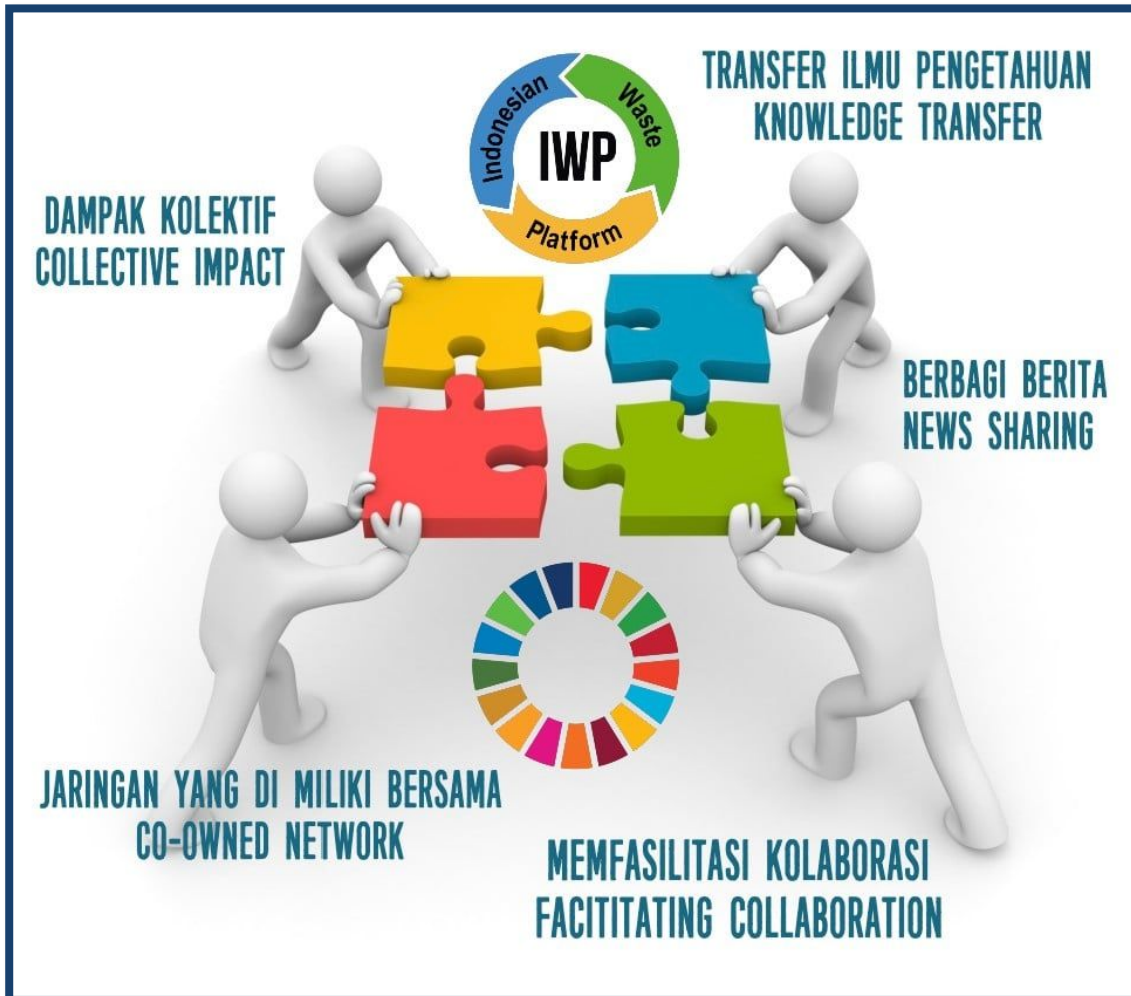 Indonesian
Waste
Platform
IWP
TRANSFER ILMU PENGETAHUAN
KNOWLEDGE TRANSFER
DAMPAK KOLEKTIF
COLLECTIVE IMPACT
BERBAGI BERITA
NEWS SHARING
JARINGAN YANG DI MILIKI BERSAMA
CO-OWNED NETWORK
MEMFASILITASI KOLABORASI
FACITITATING COLLABORATION